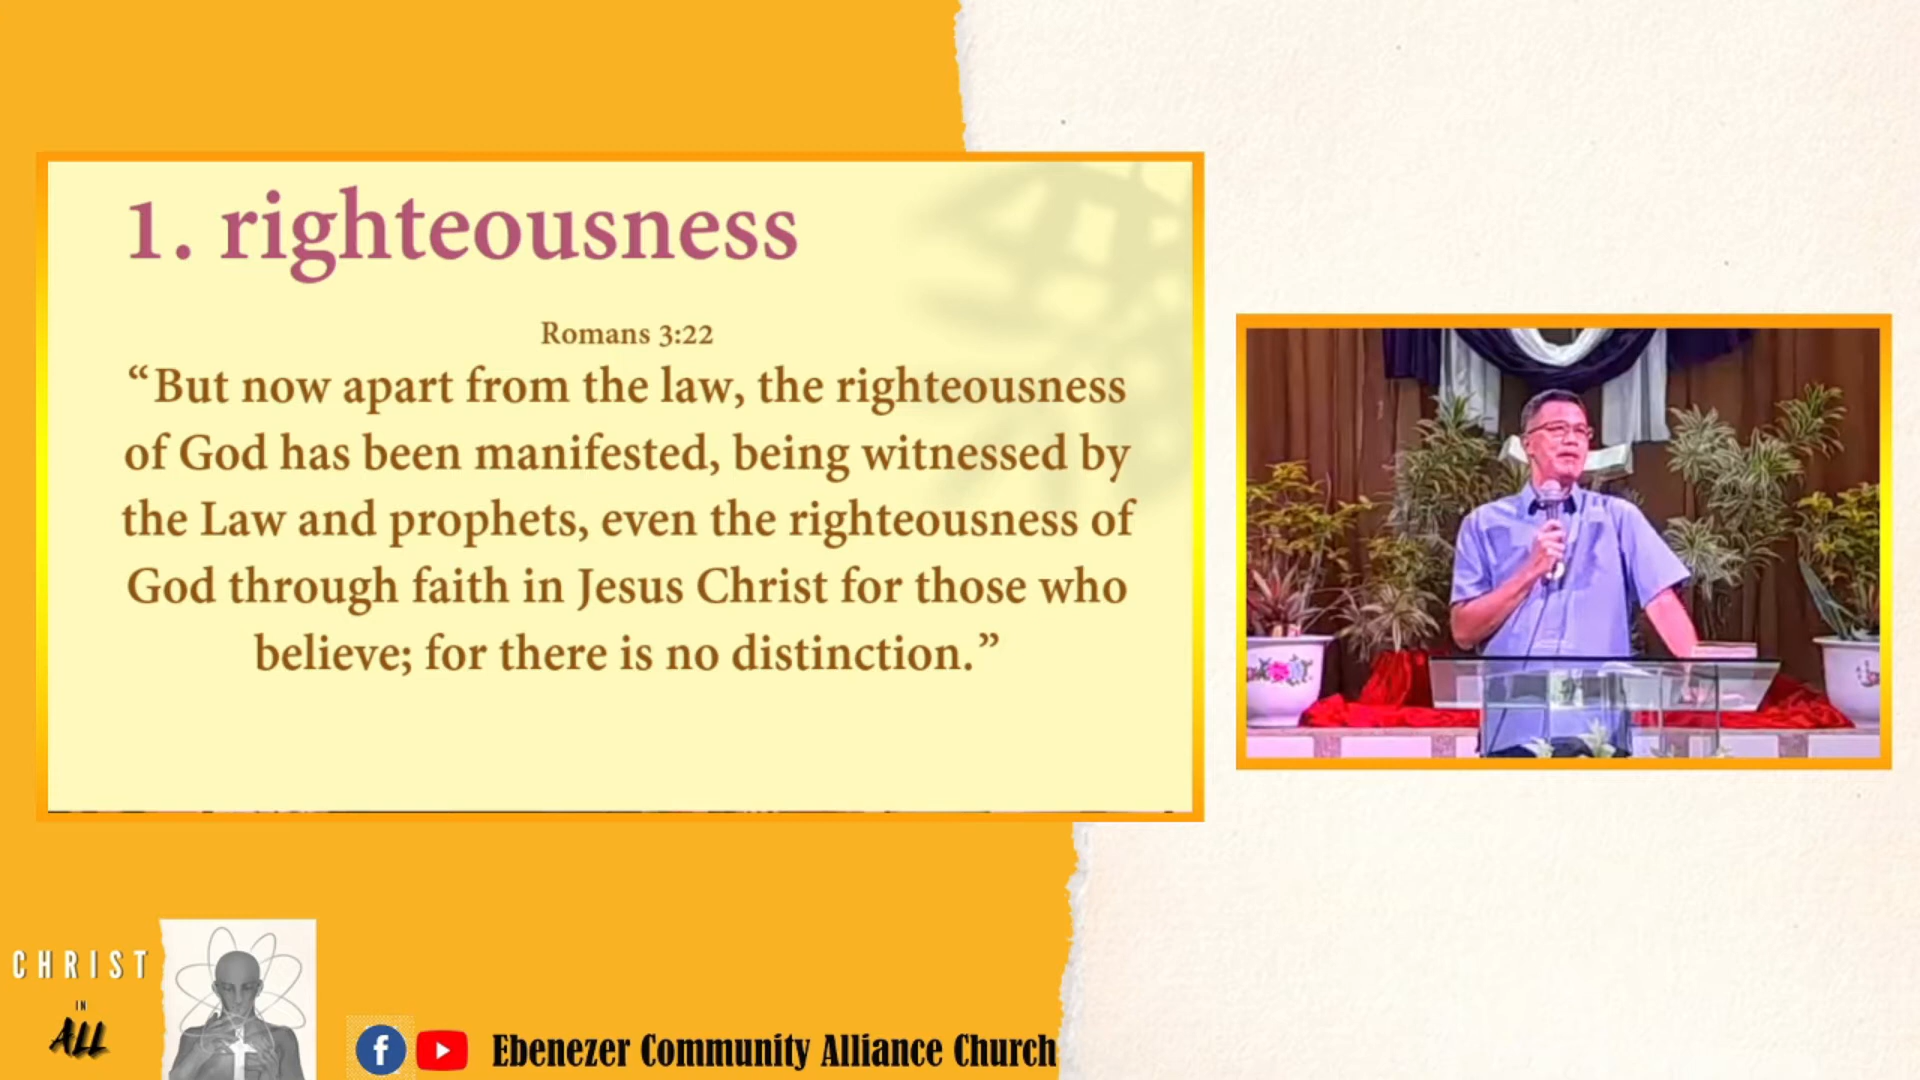 1. righteousness
Romans 3:22
“But now apart from the law, the righteousness
of God has been manifested, being witnessed by
the Law and prophets, even the righteousness of
God through faith in Jesus Christ for those who
believe; for there is no distinction.”
CHRIST
IN
ALL
Ebenezer Community Alliance Church